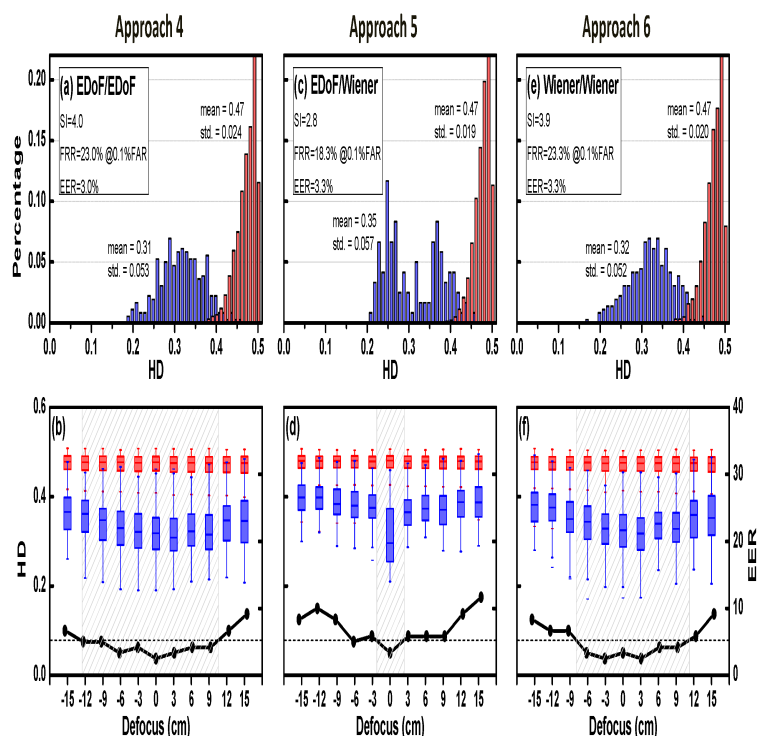 Approach 4
Approach 5
Approach 6
Percentage
0.20
0.15
0.10
0.05
0.00
(a) EDoF/EDoF
SI=4.0
FRR=23.0% @0.1%FAR
EER=3.0%
mean = 0.47
std. = 0.024
mean = 0.31
std. = 0.053
0.0 0.1 0.2 0.3 0.4 0.5
HD
(c) EDoF/Wiener
SI=2.8
FRR=18.3% @0.1%FAR
EER=3.3%
mean = 0.47
std. = 0.019
mean = 0.35
std. = 0.057
0.0 0.1 0.2 0.3 0.4 0.5
HD
(e) Wiener/Wiener
SI=3.9
FRR=23.3% @0.1%FAR
EER=3.3%
mean = 0.47
std. = 0.020
mean = 0.32
std. = 0.052
0.0 0.1 0.2 0.3 0.4 0.5
HD
HD
0.6
0.4
0.2
0.0
(b)
-15 -12 -9 -6 -3 0 3 6 9 12 15
Defocus (cm)
(d)
-15 -12 -9 -6 -3 0 3 6 9 12 15
Defocus (cm)
(f)
-15 -12 -9 -6 -3 0 3 6 9 12 15
Defocus (cm)
40
30
20
10
0
EER